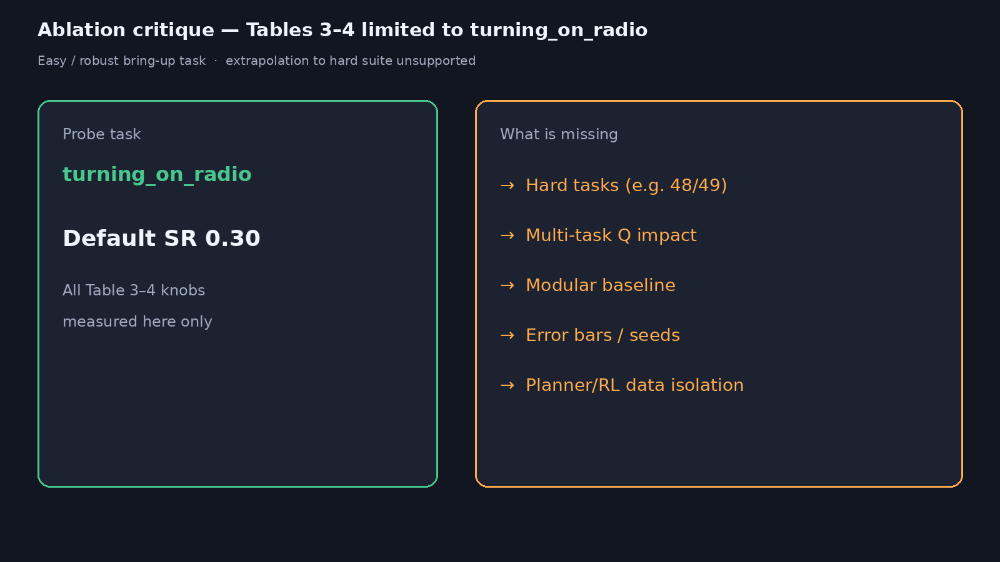 Ablation critique — Tables 3–4 limited to turning_on_radio
Easy / robust bring-up task · extrapolation to hard suite unsupported
Probe task
turning_on_radio
Default SR 0.30
All Table 3–4 knobs
measured here only
What is missing
→ Hard tasks (e.g. 48/49)
→ Multi-task Q impact
→ Modular baseline
→ Error bars / seeds
→ Planner/RL data isolation